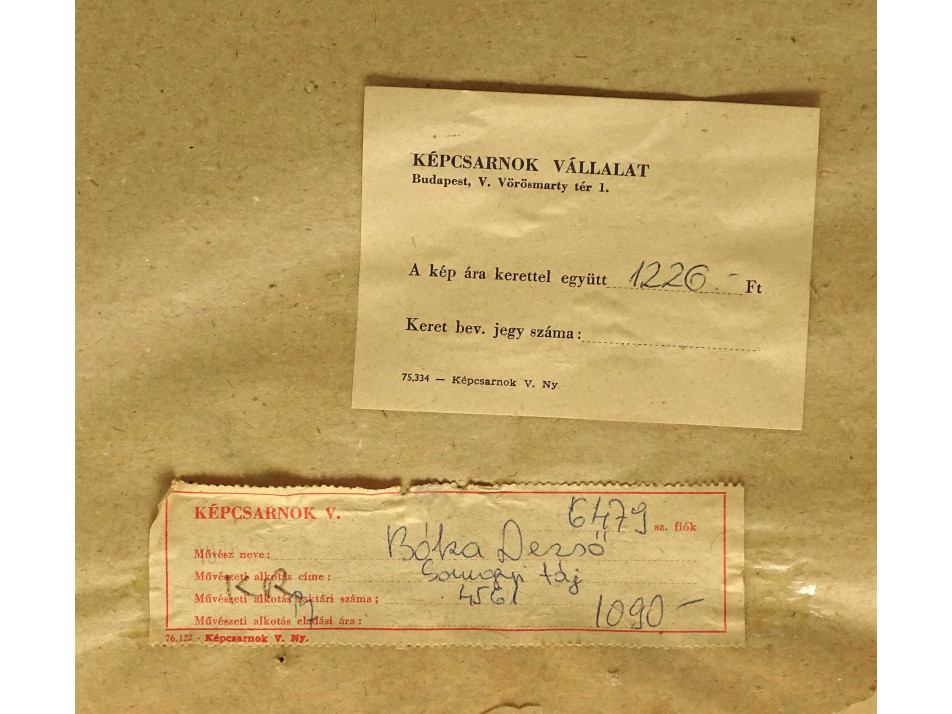 KÉPCSARNOK VÁLLALAT
Budapest, V. Vörösmarty tér 1.
A kép ára kerettel együtt 1226.- Ft
Keret bev. jegy száma:
75,334 — Képcsarnok V. Ny
KÉPCSARNOK V. 6479 sz. fiók
Művész neve: Bóka Dezső
Művészeti alkotás címe: Somogyi táj
Művészeti alkotás raktári száma: 4561
Művészeti alkotás eladási ára: 1090-
76,122 - Képcsarnok V. Ny.